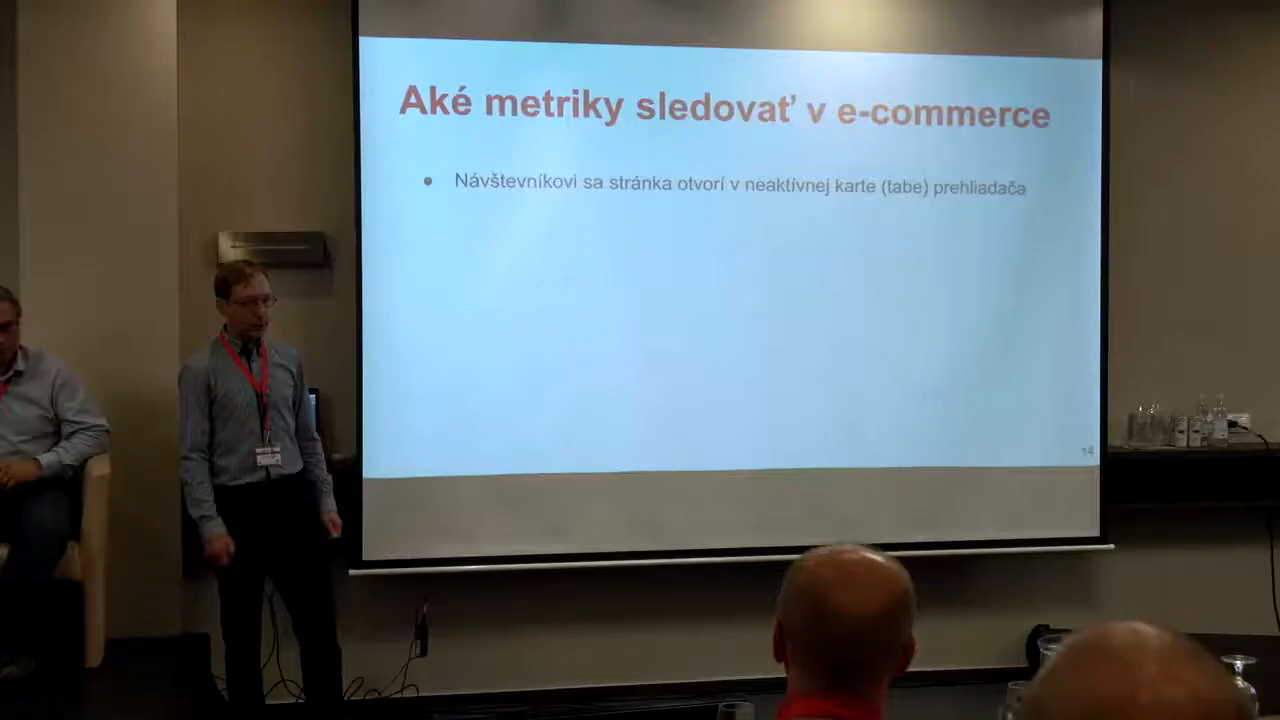 Aké metriky sledovať v e-commerce
● Návštevníkovi sa stránka otvorí v neaktívnej karte (tabe) prehliadača
14